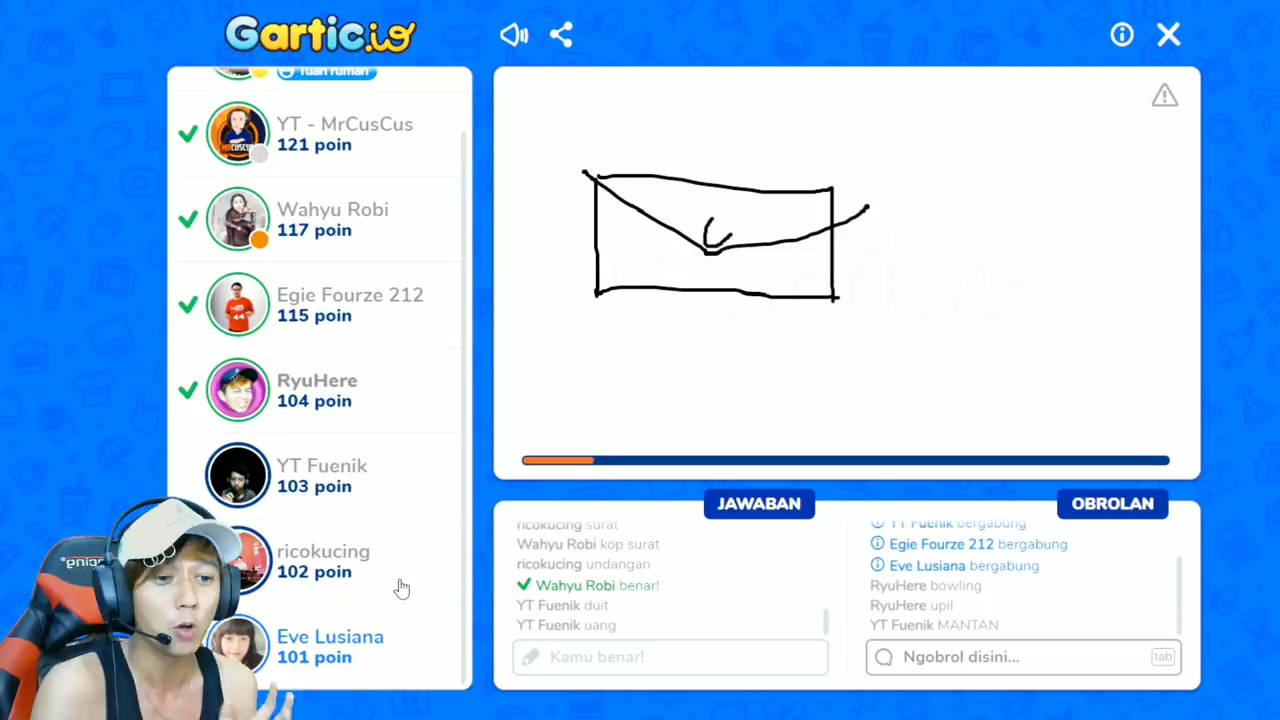 Gartic.io
Tuan rumah
YT - MrCusCus
121 poin
Wahyu Robi
117 poin
Egie Fourze 212
115 poin
RyuHere
104 poin
YT Fuenik
103 poin
ricokucing
102 poin
Eve Lusiana
101 poin
Gartic.io
JAWABAN
ricokucing surat
Wahyu Robi kop surat
ricokucing undangan
Wahyu Robi benar!
YT Fuenik duit
YT Fuenik uang
Kamu benar!
OBROLAN
YT Fuenik bergabung
Egie Fourze 212 bergabung
Eve Lusiana bergabung
RyuHere bowling
RyuHere upil
YT Fuenik MANTAN
Ngobrol disini...
tab